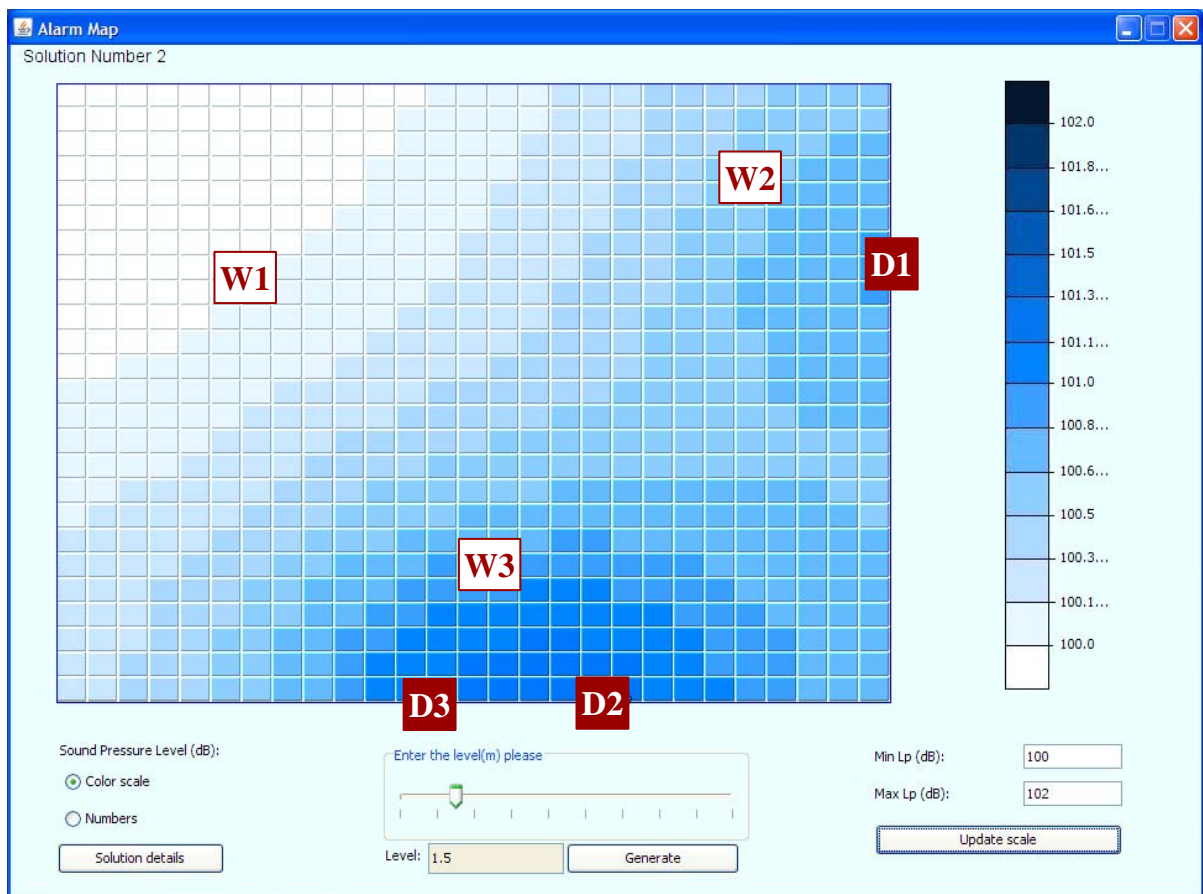 Alarm Map
Solution Number 2
W1
W2
D1
W3
D3
D2
102.0
101.8...
101.6...
101.5
101.3...
101.1...
101.0
100.8...
100.6...
100.5
100.3...
100.1...
100.0
Sound Pressure Level (dB):
Color scale
Numbers
Solution details
Enter the level(m) please
Level: 1.5
Generate
Min Lp (dB): 100
Max Lp (dB): 102
Update scale